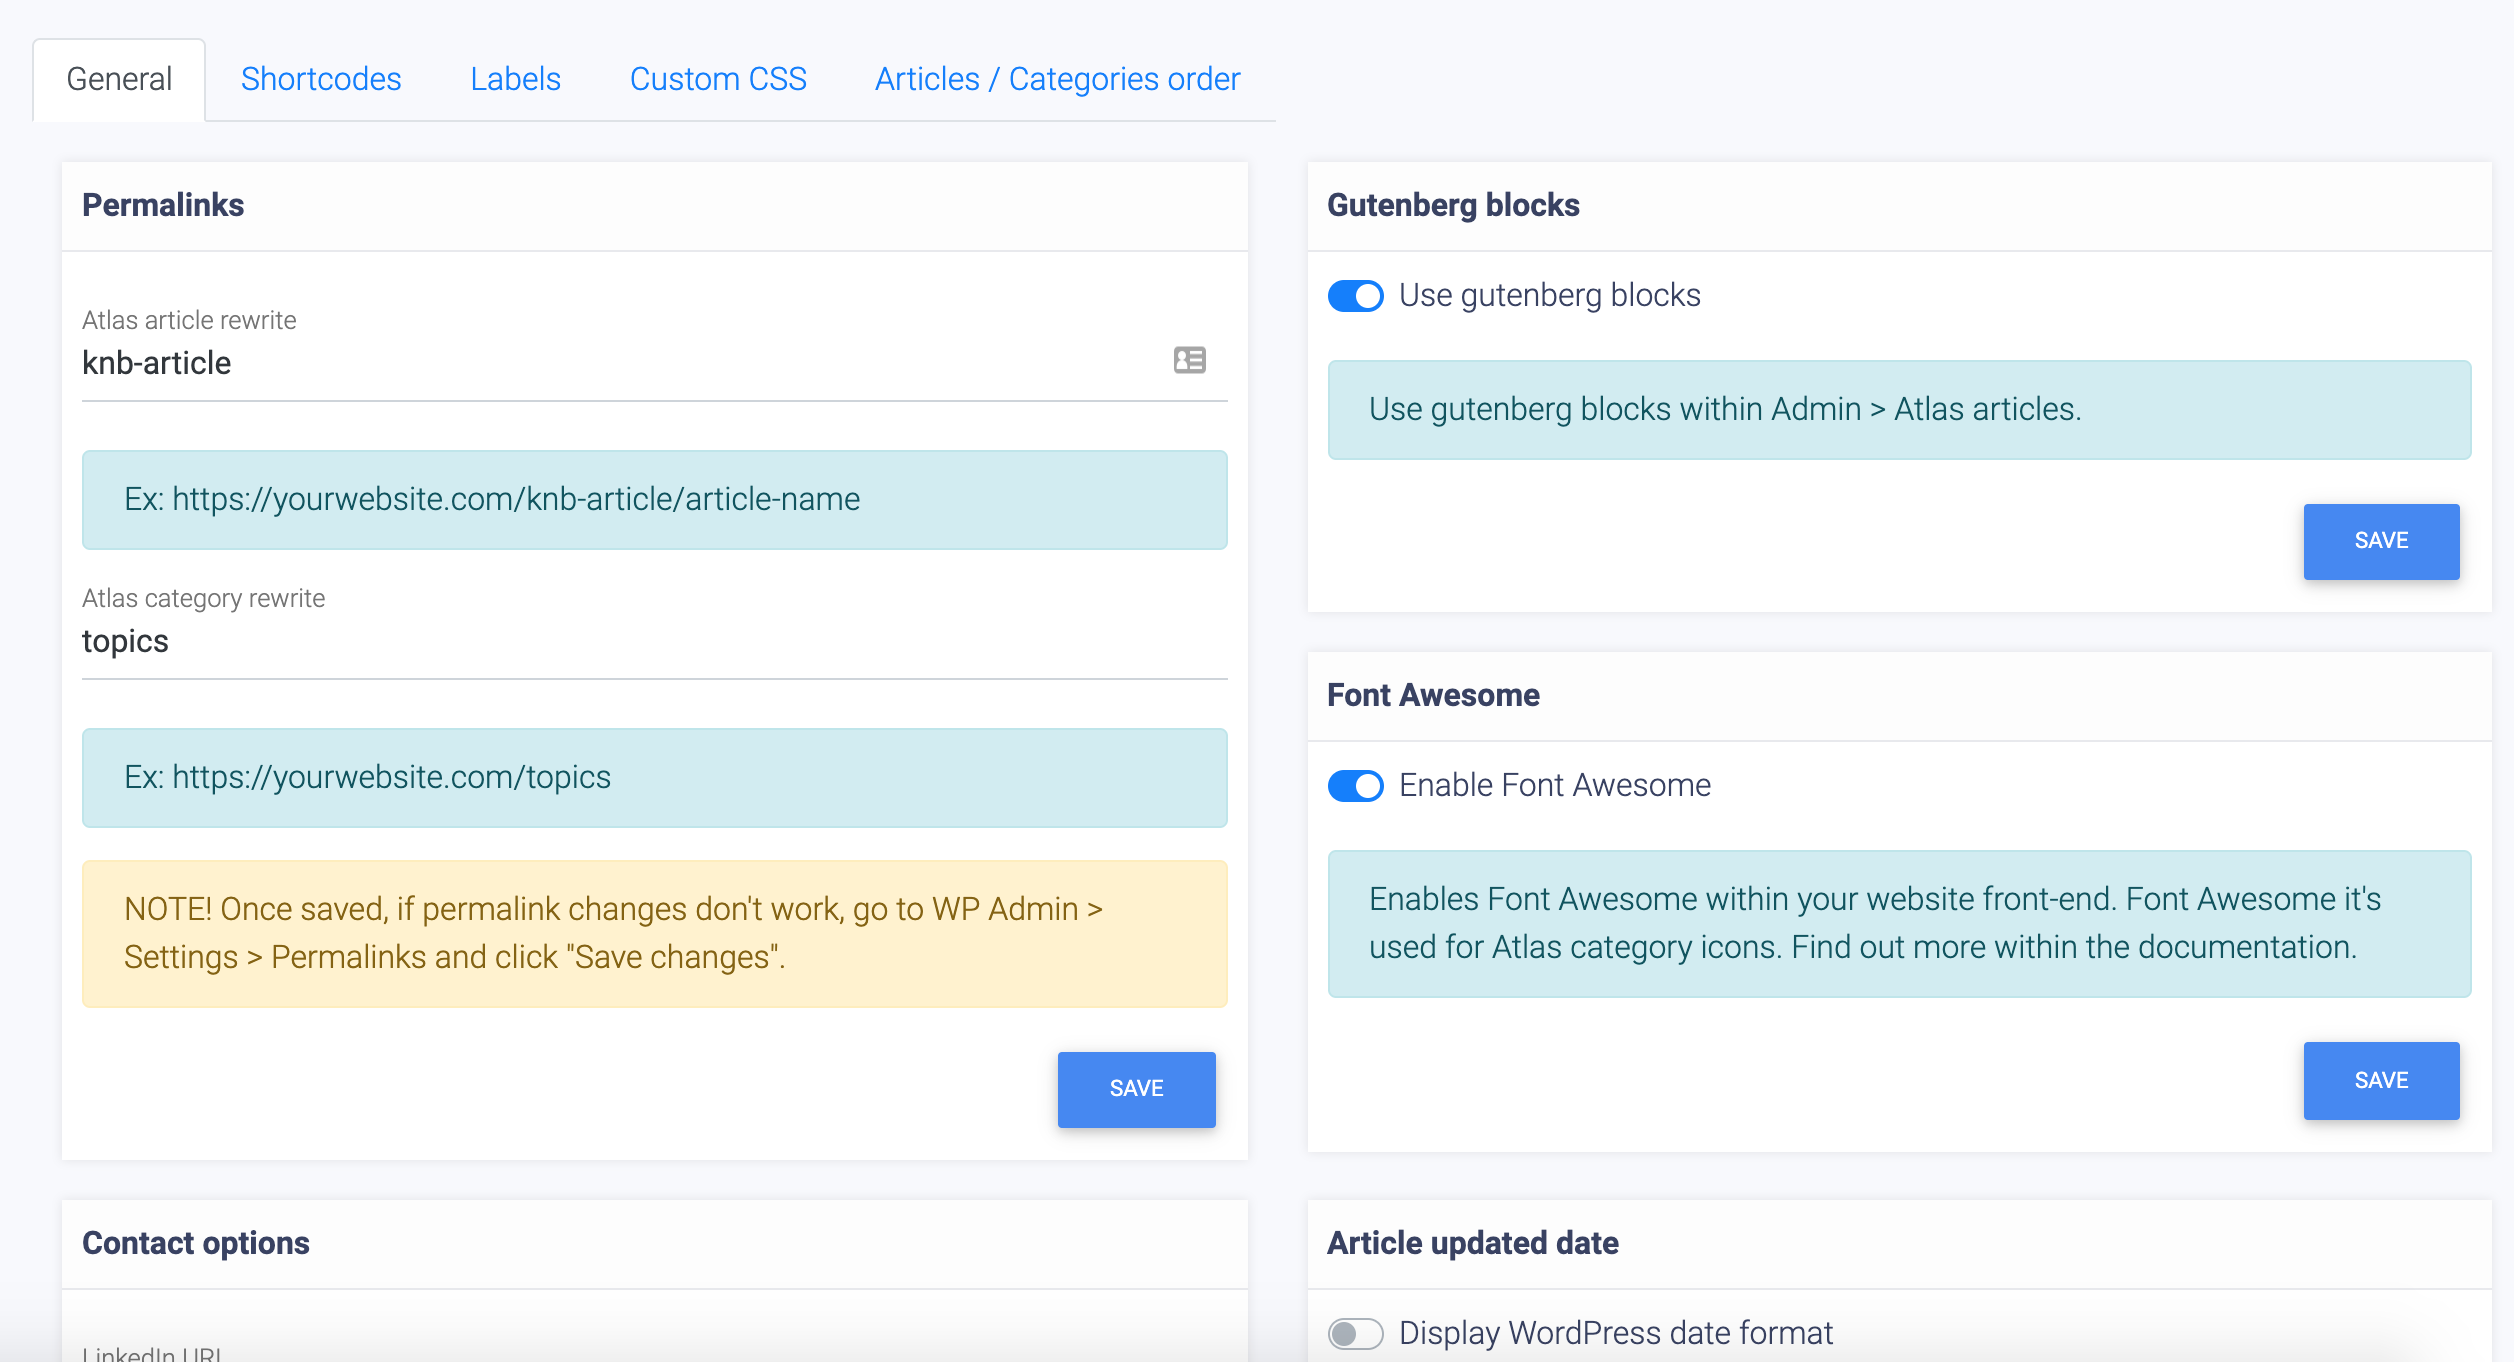 General
Shortcodes
Labels
Custom CSS
Articles / Categories order
Permalinks
Atlas article rewrite
knb-article
Ex: https://yourwebsite.com/knb-article/article-name
Atlas category rewrite
topics
Ex: https://yourwebsite.com/topics
NOTE! Once saved, if permalink changes don't work, go to WP Admin >
Settings > Permalinks and click "Save changes".
SAVE
Contact options
LinkedIn URL
Gutenberg blocks
Use gutenberg blocks
Use gutenberg blocks within Admin > Atlas articles.
SAVE
Font Awesome
Enable Font Awesome
Enables Font Awesome within your website front-end. Font Awesome it's
used for Atlas category icons. Find out more within the documentation.
SAVE
Article updated date
Display WordPress date format